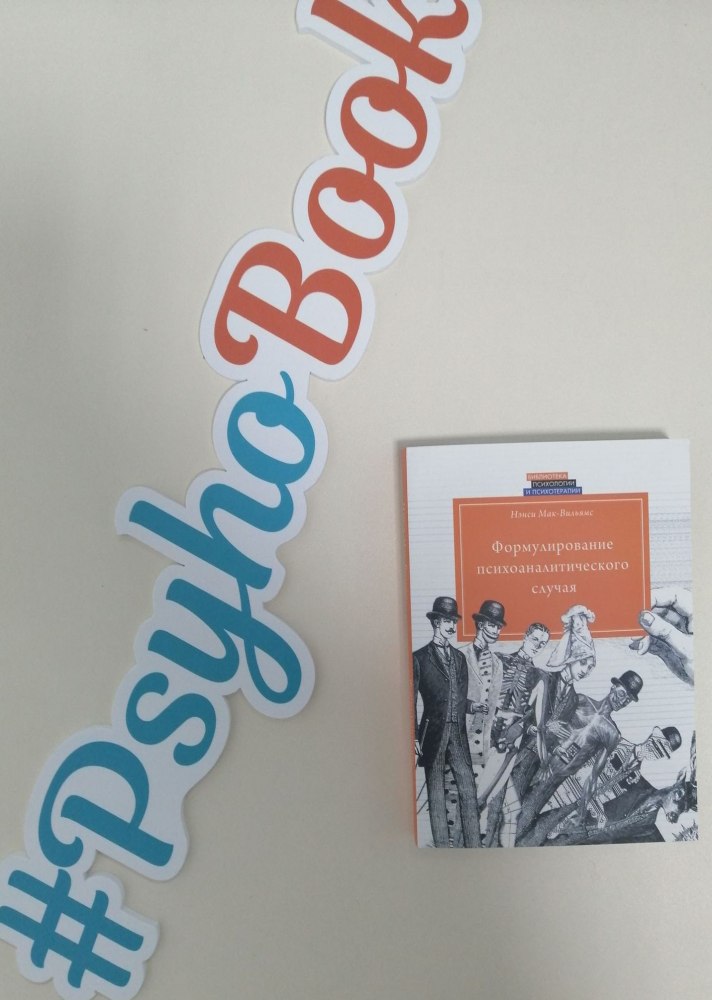 #PsyhoBook
БИБЛИОТЕКА
ПСИХОЛОГИИ
И ПСИХОТЕРАПИИ
Нэнси Мак-Вильямс
Формулирование
психоаналитического
случая